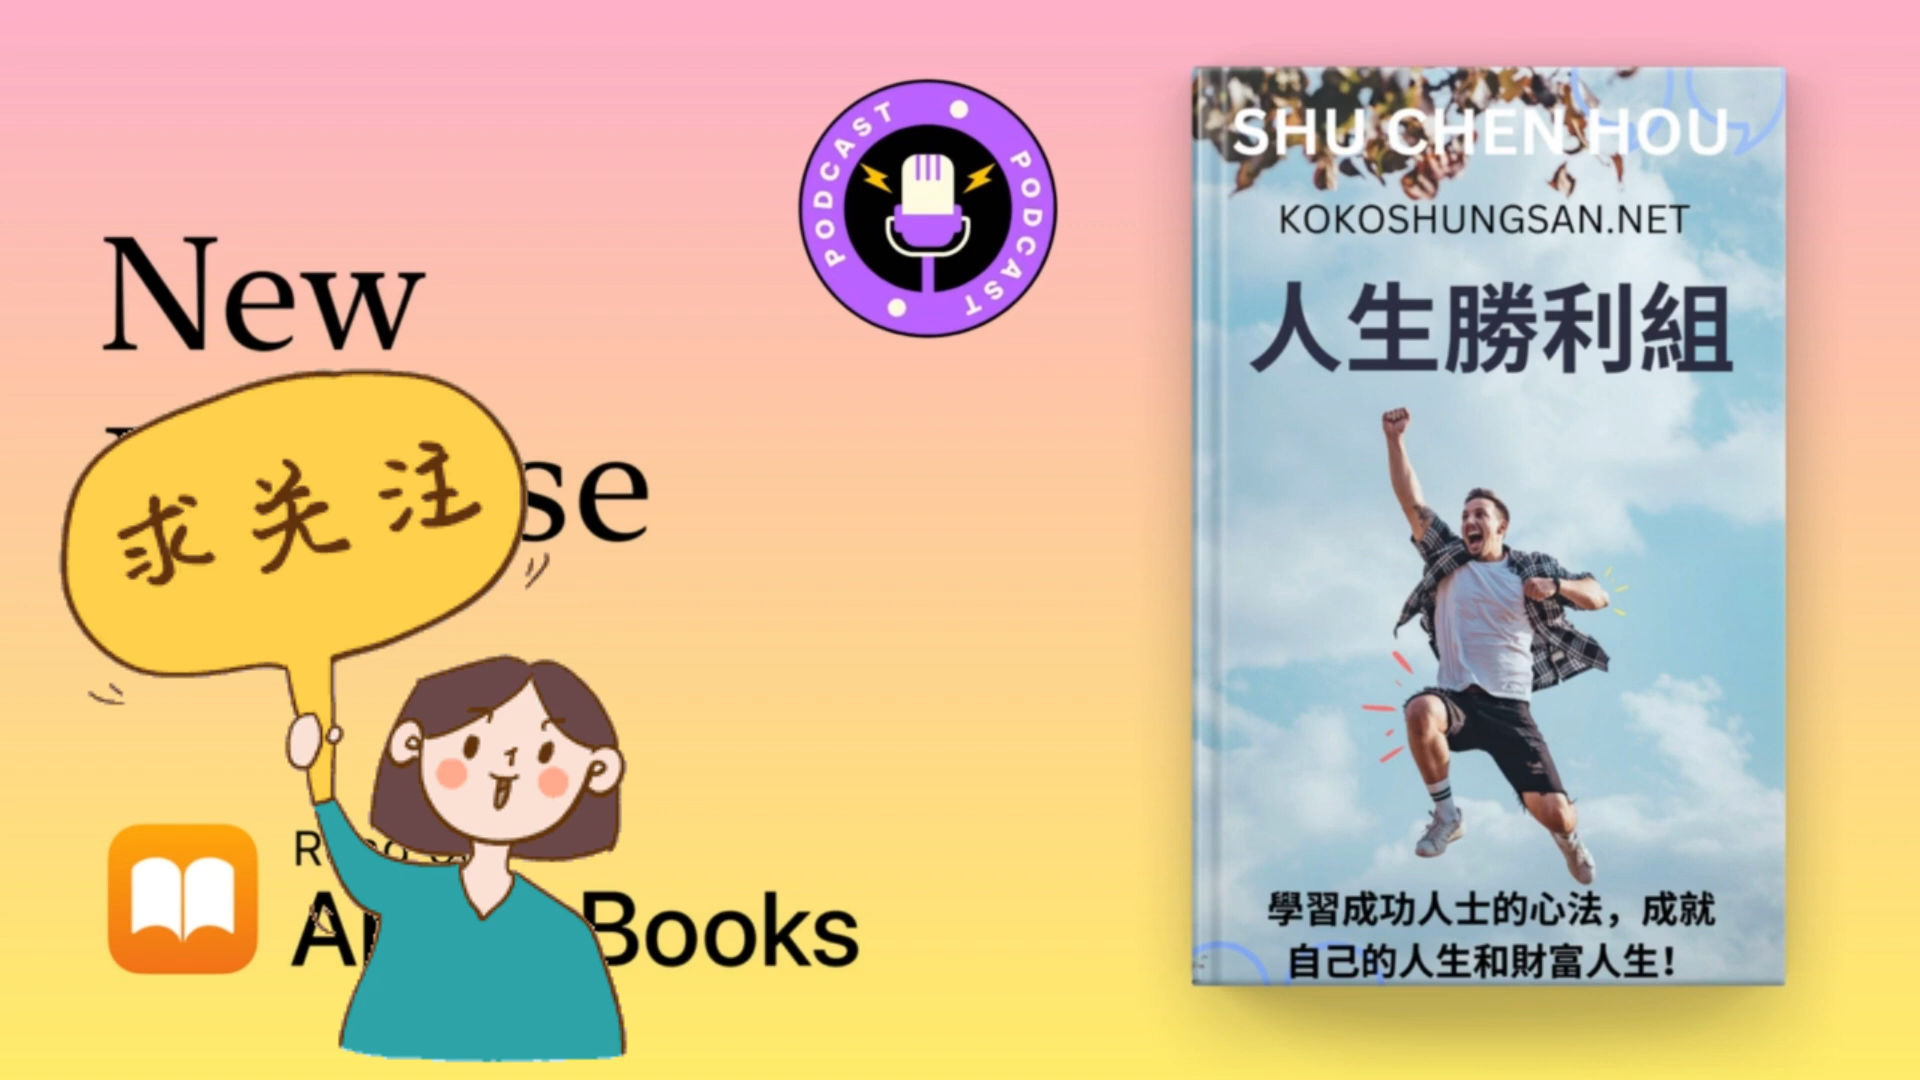 New
求关注
Books
PODCAST
PODCAST
SHU CHEN HOU
KOKOSHUNGSAN.NET
人生勝利組
學習成功人士的心法，成就
自己的人生和財富人生！